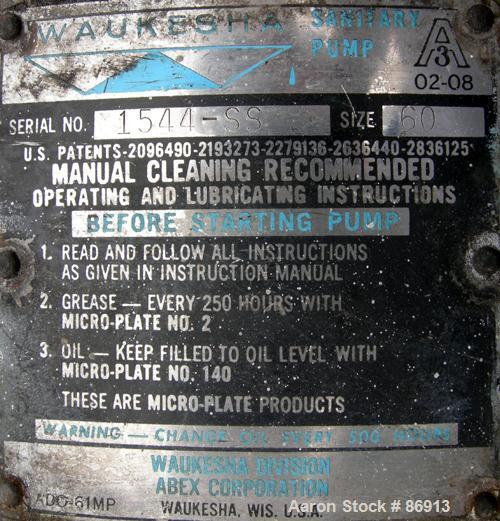 WAUKESHA SANITARY PUMP
A 3
02-08
SERIAL NO. 1544-SS SIZE 60
U.S. PATENTS-2096490-2193273-2279136-2636440-2836125
MANUAL CLEANING RECOMMENDED
OPERATING AND LUBRICATING INSTRUCTIONS
BEFORE STARTING PUMP
1. READ AND FOLLOW ALL INSTRUCTIONS
AS GIVEN IN INSTRUCTION MANUAL
2. GREASE — EVERY 250 HOURS WITH
MICRO-PLATE NO. 2
3. OIL — KEEP FILLED TO OIL LEVEL WITH
MICRO-PLATE NO. 140
THESE ARE MICRO-PLATE PRODUCTS
WARNING — CHANGE OIL EVERY 500 HOURS
WAUKESHA DIVISION
ABEX CORPORATION
WAUKESHA, WIS. U.S.A.
ADO-61MP
Aaron Stock # 86913